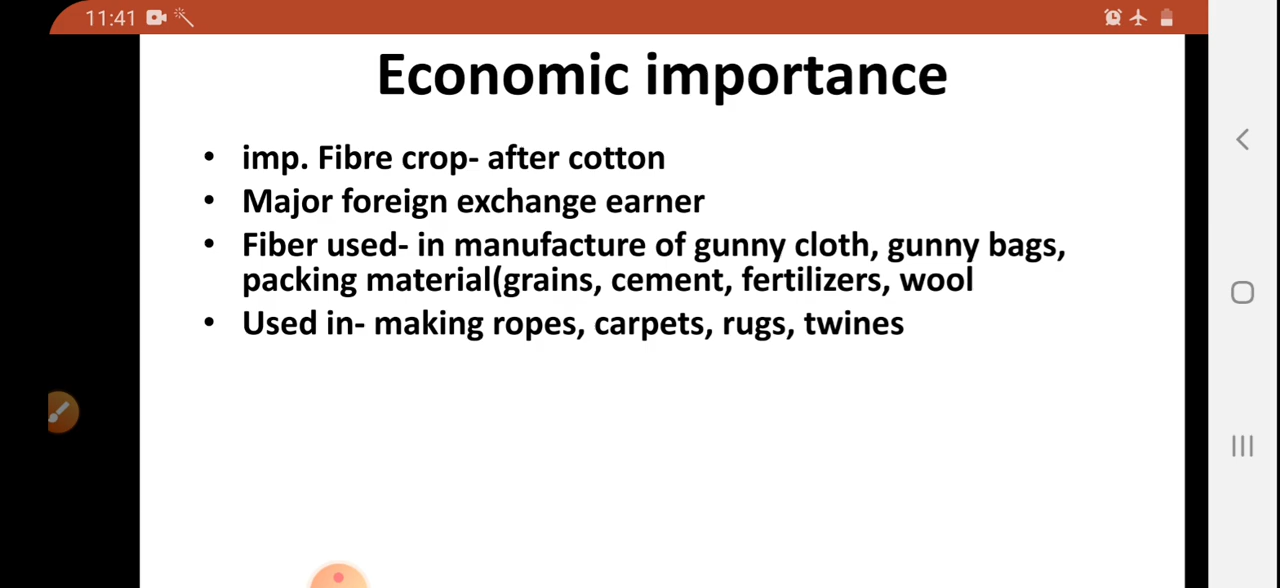 11:41
Economic importance
• imp. Fibre crop- after cotton
• Major foreign exchange earner
• Fiber used- in manufacture of gunny cloth, gunny bags,
packing material(grains, cement, fertilizers, wool
• Used in- making ropes, carpets, rugs, twines